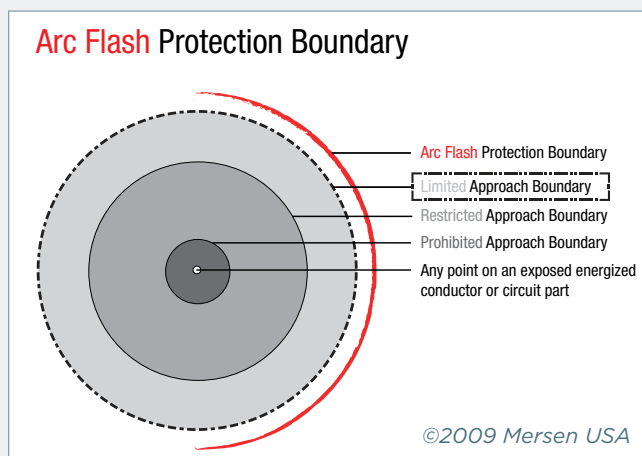 Arc Flash Protection Boundary
Arc Flash Protection Boundary
Limited Approach Boundary
Restricted Approach Boundary
Prohibited Approach Boundary
Any point on an exposed energized
conductor or circuit part
©2009 Mersen USA